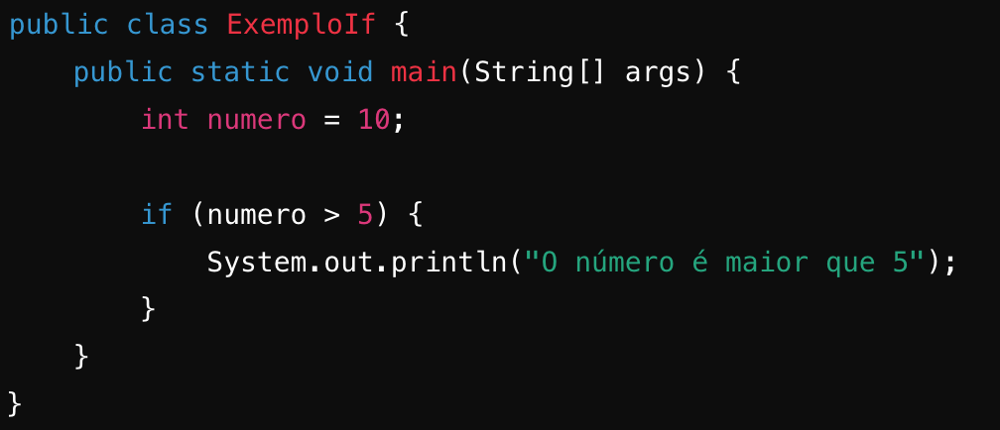 public class ExemploIf {
    public static void main(String[] args) {
        int numero = 10;

        if (numero > 5) {
            System.out.println("O número é maior que 5");
        }
    }
}